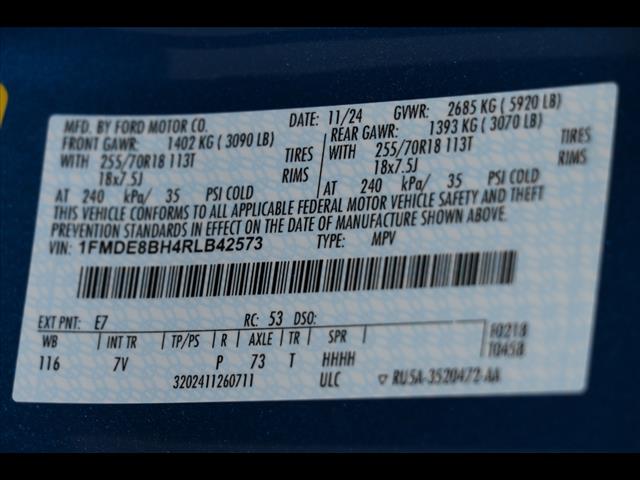 MFD. BY FORD MOTOR CO.
DATE: 11/24 GVWR: 2685 KG ( 5920 LB)
FRONT GAWR: 1402 KG ( 3090 LB)
REAR GAWR: 1393 KG ( 3070 LB)
WITH 255/70R18 113T TIRES
WITH 255/70R18 113T TIRES
18x7.5J RIMS
18x7.5J RIMS
AT 240 kPa/ 35 PSI COLD
AT 240 kPa/ 35 PSI COLD
THIS VEHICLE CONFORMS TO ALL APPLICABLE FEDERAL MOTOR VEHICLE SAFETY AND THEFT
PREVENTION STANDARDS IN EFFECT ON THE DATE OF MANUFACTURE SHOWN ABOVE.
VIN: 1FMDE8BH4RLB42573 TYPE: MPV
EXT PNT: E7 RC: 53 DSO:
WB INT TR TP/PS R AXLE TR SPR
116 7V P 73 T HHHH
F0218
T0458
3202411260711 ULC ▽ RU5A-3520472-AA